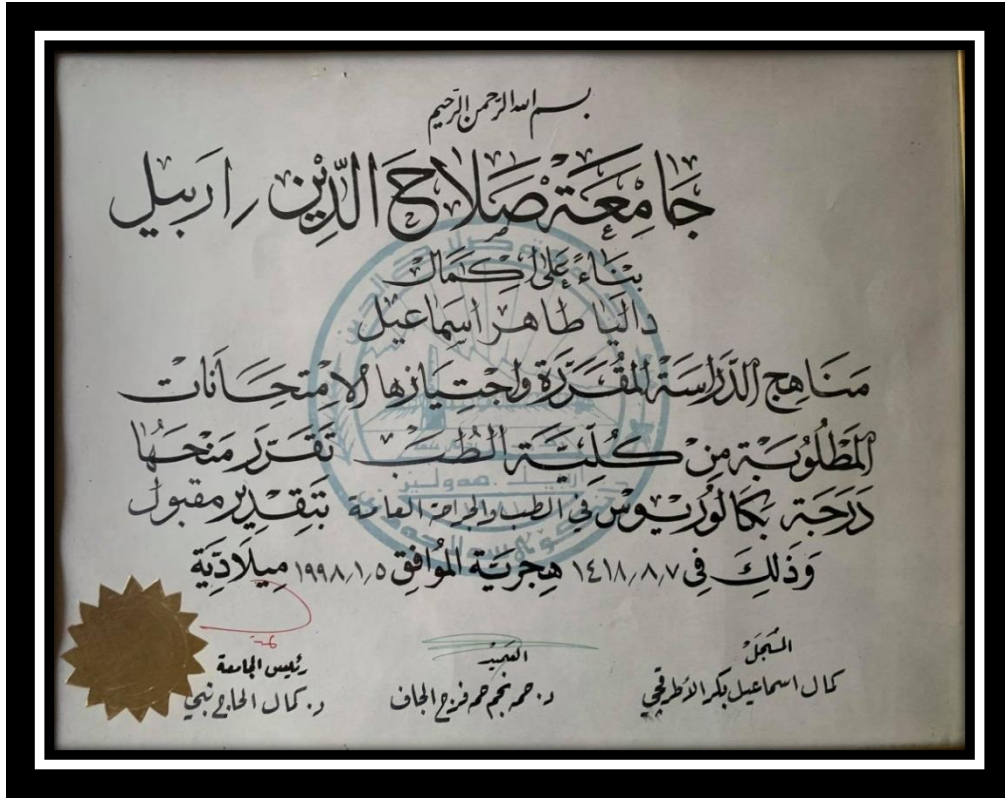 بسم الله الرحمن الرحيم
جامعة صلاح الدين / اربيل
بناءً على إكمال
داليا طاهر اسماعيل
مناهج الدراسة المقررة واجتيازها الامتحانات
المطلوبة من كلية الطب تقرر منحها
درجة بكالوريوس في الطب والجراحة العامة بتقدير مقبول
وذلك في ١٤١٨/٨/٧ هجرية الموافق ١٩٩٨/١/٥ ميلادية
المسجل
كمال اسماعيل بكر الاطرقجي
العميد
د. حمه نجم حمه فرج الجاف
رئيس الجامعة
د. كمال الحاج نبي
اربيل . هەولێر